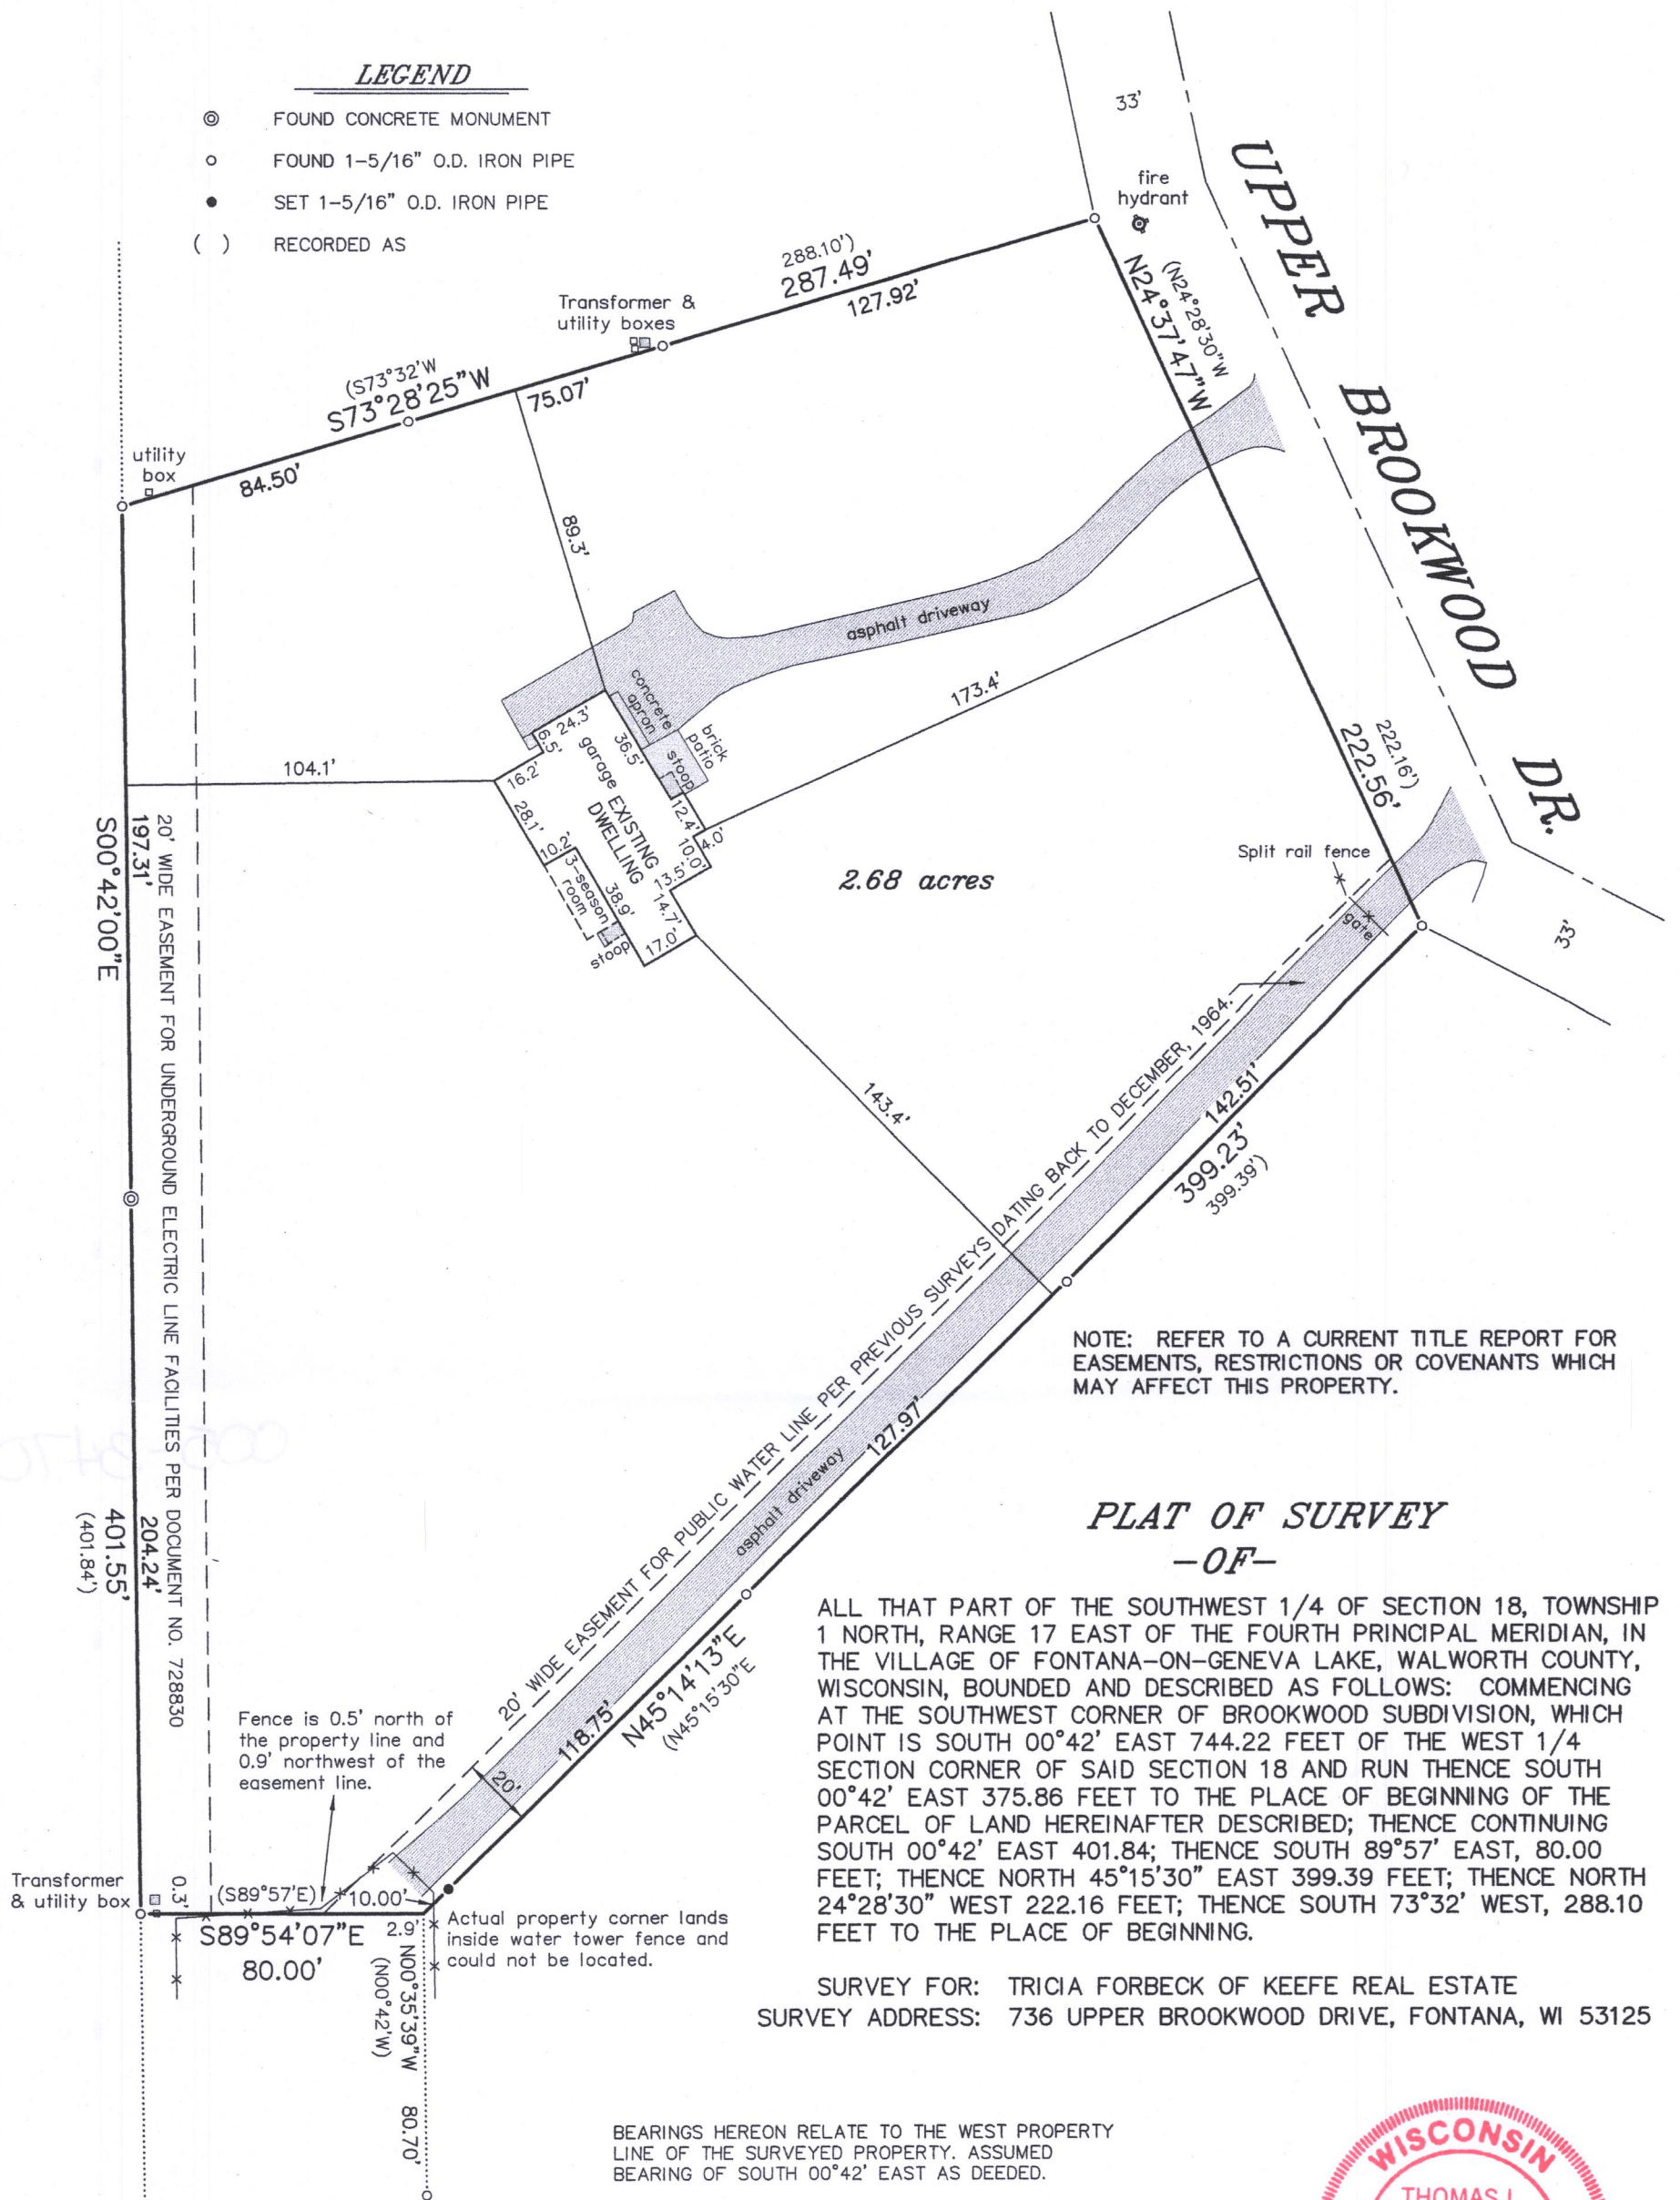 LEGEND
FOUND CONCRETE MONUMENT
FOUND 1-5/16" O.D. IRON PIPE
SET 1-5/16" O.D. IRON PIPE
( ) RECORDED AS
33'
fire
hydrant
UPPER BROOKWOOD DR.
288.10')
287.49'
127.92'
Transformer &
utility boxes
(N24°28'30"W
N24°37'47"W
(S73°32'W
S73°28'25"W
75.07'
utility
box
84.50'
89.3'
asphalt driveway
173.4'
222.16')
222.56'
concrete
apron
brick
patio
stoop
24.3'
6.5'
garage
36.5'
16.2'
EXISTING
DWELLING
12.4'
4.0'
28.1'
10.0'
10.2'
13.5'
3-season
room
38.9'
14.7'
stoop
17.0'
104.1'
2.68 acres
Split rail fence
gate
33'
197.31'
S00°42'00"E
20' WIDE EASEMENT FOR UNDERGROUND ELECTRIC LINE FACILITIES PER DOCUMENT NO. 728830
143.4'
20' WIDE EASEMENT FOR PUBLIC WATER LINE PER PREVIOUS SURVEYS DATING BACK TO DECEMBER, 1964.
142.51'
399.23'
399.39')
NOTE: REFER TO A CURRENT TITLE REPORT FOR
EASEMENTS, RESTRICTIONS OR COVENANTS WHICH
MAY AFFECT THIS PROPERTY.
127.97'
asphalt driveway
204.24'
401.55'
(401.84')
118.75'
N45°14'13"E
(N45°15'30"E
20'
Fence is 0.5' north of
the property line and
0.9' northwest of the
easement line.
Transformer
& utility box
0.3'
(S89°57'E)
10.00'
S89°54'07"E
80.00'
2.9'
Actual property corner lands
inside water tower fence and
could not be located.
N00°35'39"W 80.70'
(N00°42'W)
PLAT OF SURVEY
-OF-
ALL THAT PART OF THE SOUTHWEST 1/4 OF SECTION 18, TOWNSHIP
1 NORTH, RANGE 17 EAST OF THE FOURTH PRINCIPAL MERIDIAN, IN
THE VILLAGE OF FONTANA-ON-GENEVA LAKE, WALWORTH COUNTY,
WISCONSIN, BOUNDED AND DESCRIBED AS FOLLOWS: COMMENCING
AT THE SOUTHWEST CORNER OF BROOKWOOD SUBDIVISION, WHICH
POINT IS SOUTH 00°42' EAST 744.22 FEET OF THE WEST 1/4
SECTION CORNER OF SAID SECTION 18 AND RUN THENCE SOUTH
00°42' EAST 375.86 FEET TO THE PLACE OF BEGINNING OF THE
PARCEL OF LAND HEREINAFTER DESCRIBED; THENCE CONTINUING
SOUTH 00°42' EAST 401.84; THENCE SOUTH 89°57' EAST, 80.00
FEET; THENCE NORTH 45°15'30" EAST 399.39 FEET; THENCE NORTH
24°28'30" WEST 222.16 FEET; THENCE SOUTH 73°32' WEST, 288.10
FEET TO THE PLACE OF BEGINNING.
SURVEY FOR: TRICIA FORBECK OF KEEFE REAL ESTATE
SURVEY ADDRESS: 736 UPPER BROOKWOOD DRIVE, FONTANA, WI 53125
BEARINGS HEREON RELATE TO THE WEST PROPERTY
LINE OF THE SURVEYED PROPERTY. ASSUMED
BEARING OF SOUTH 00°42' EAST AS DEEDED.
WISCONSIN
THOMAS